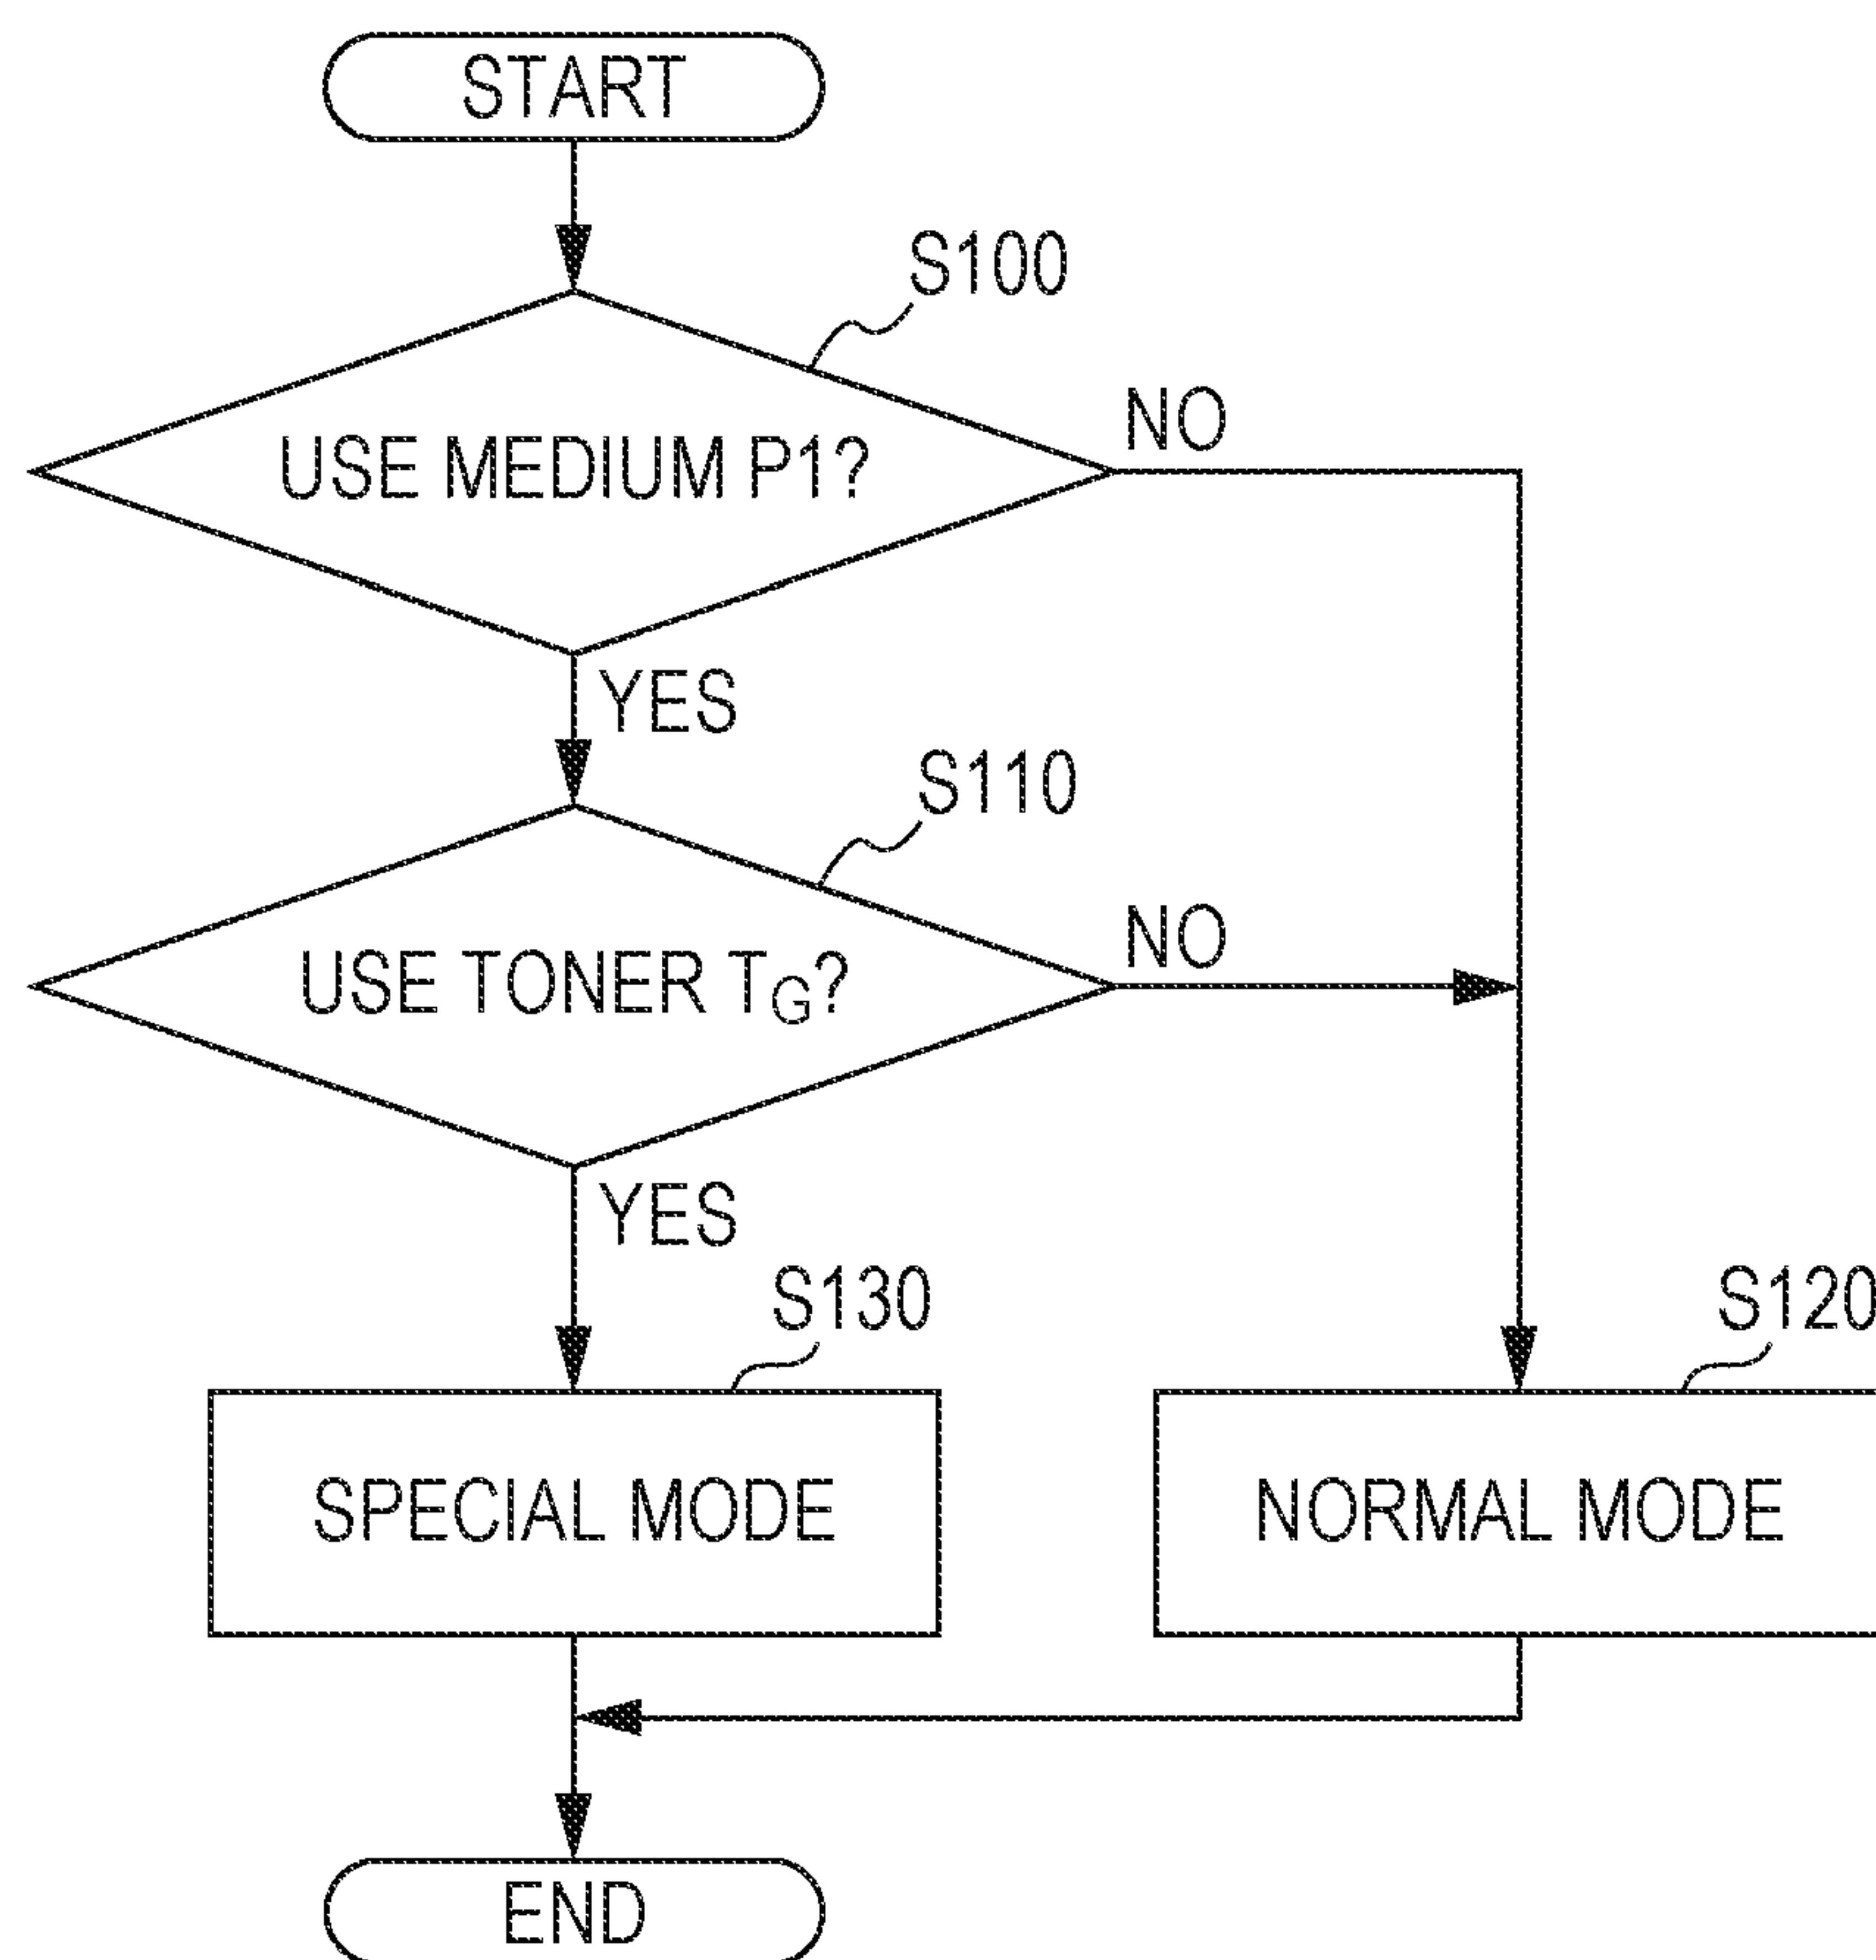 START
S100
USE MEDIUM P1?
NO
YES
S110
USE TONER TG?
NO
YES
S130
S120
SPECIAL MODE
NORMAL MODE
END